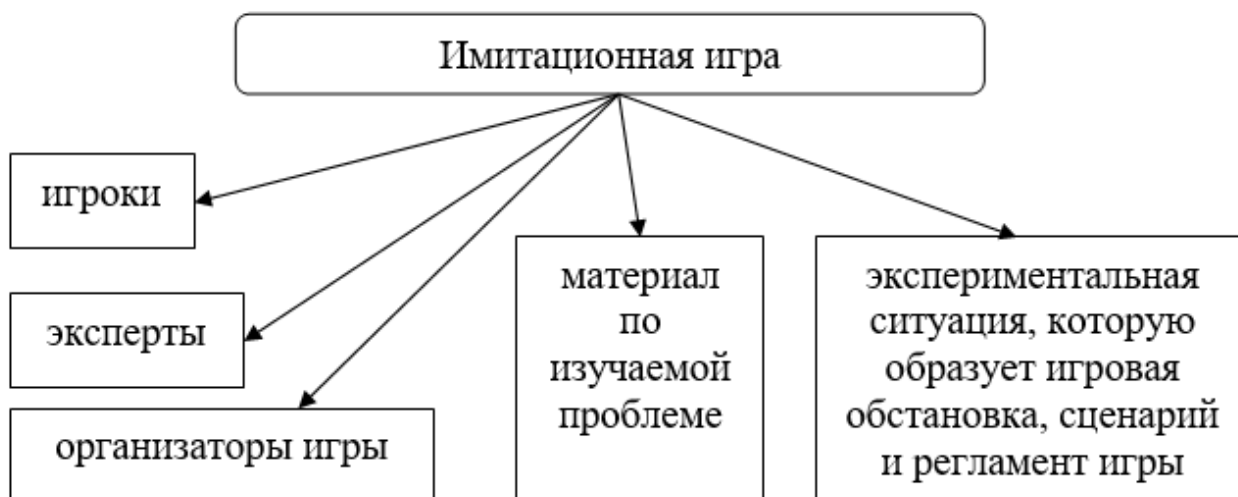 Имитационная игра
игроки
эксперты
организаторы игры
материал
по
изучаемой
проблеме
экспериментальная
ситуация, которую
образует игровая
обстановка, сценарий
и регламент игры